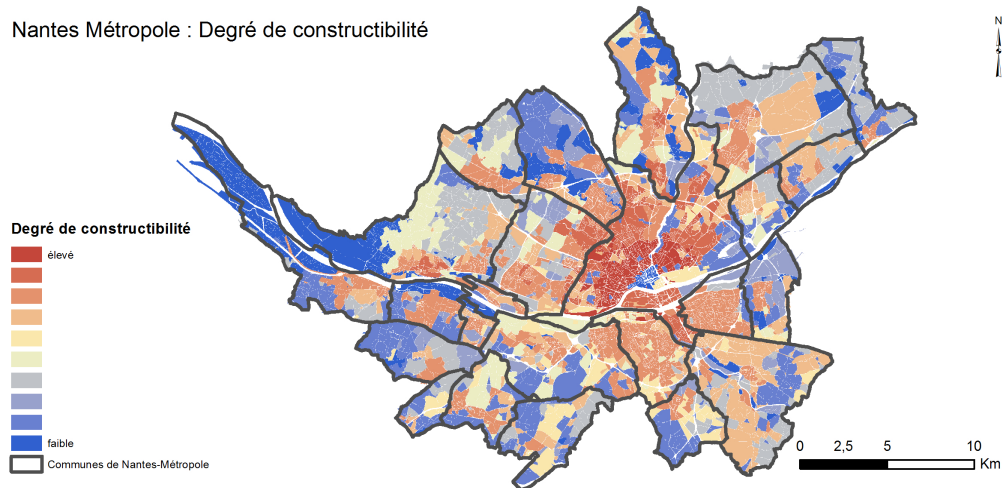 Nantes Métropole : Degré de constructibilité
N
Degré de constructibilité
élevé
faible
Communes de Nantes-Métropole
0 2,5 5 10
Km